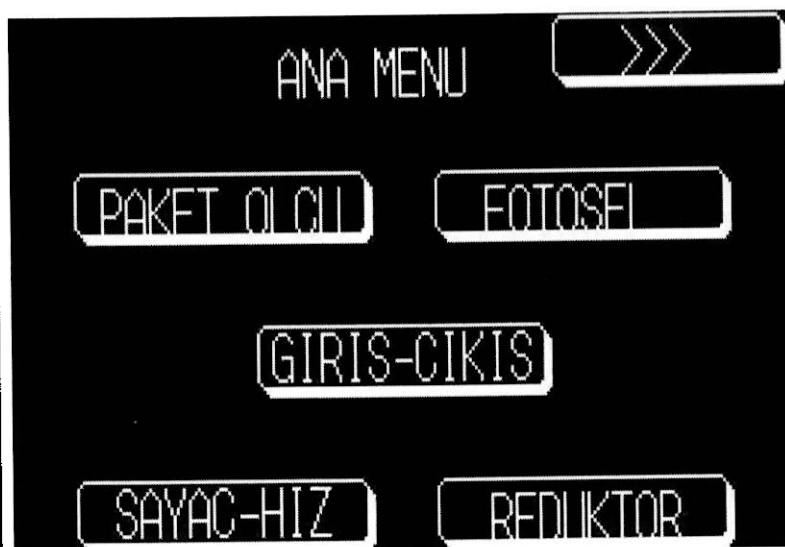 ANA MENU >>>
PAKET OLCU FOTOSEL
GIRIS-CIKIS
SAYAC-HIZ REDUKTOR